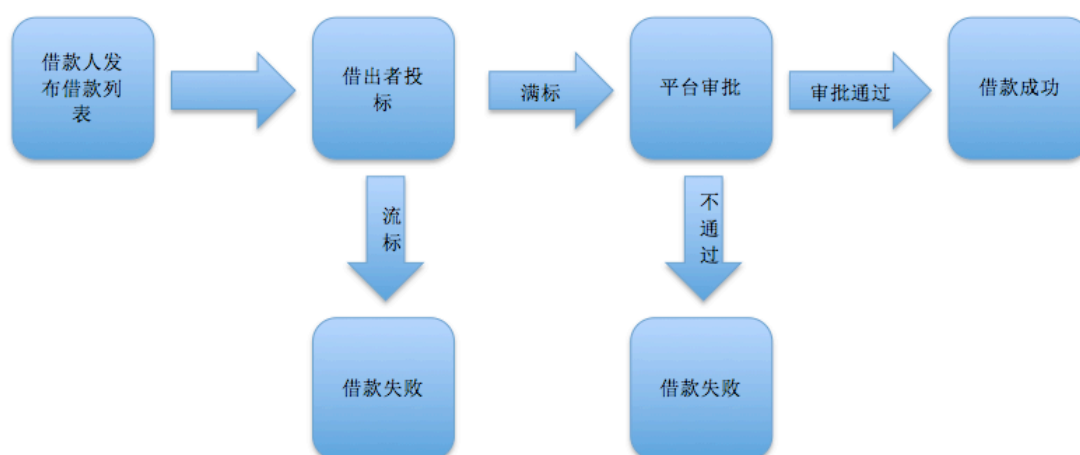 借款人发
布借款列
表
借出者投
标
满标
平台审批
审批通过
借款成功
流
标
不
通
过
借款失败
借款失败